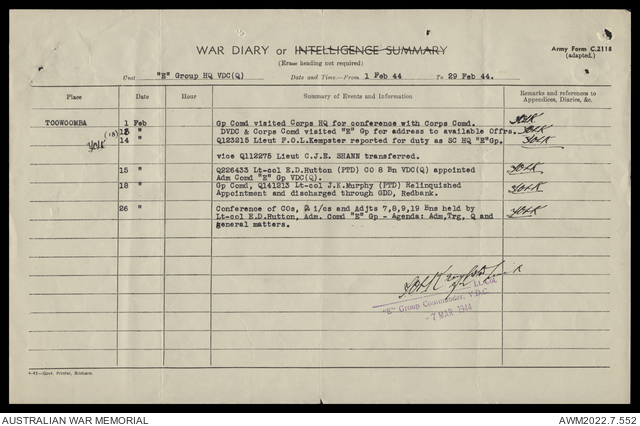 WAR DIARY or INTELLIGENCE SUMMARY
Army Form C.2118
(adapted.)
(Erase heading not required)
Unit "E" Group HQ VDC(Q) Date and Time—From 1 Feb 44 To 29 Feb 44.
Place Date Hour Summary of Events and Information Remarks and references to Appendices, Diaries, &c.
TOOWOOMBA 1 Feb Gp Comd visited Corps HQ for conference with Corps Comd.
(13) 13 " DVDC & Corps Comd visited "E" Gp for address to available Offrs.
14 " Q123215 Lieut F.O.L.Kempster reported for duty as SC HQ "E"Gp.
vice Q112275 Lieut C.J.E. SHANN transferred.
15 " Q226433 Lt-col E.D.Hutton (PTD) CO 8 Bn VDC(Q) appointed
Adm Comd "E" Gp VDC(Q).
18 " Gp Comd, Q141213 Lt-col J.K.Murphy (PTD) Relinquished
Appointment and discharged through GDD, Redbank.
26 " Conference of COs, 2 i/cs and Adjts 7,8,9,19 Bns held by
Lt-col E.D.Hutton, Adm. Comd "E" Gp - Agenda: Adm,Trg, Q and
general matters.
Lt.Col.
"E" Group Commander, V.D.C.
- 7 MAR 1944
4-43—Govt. Printer, Brisbane.
AUSTRALIAN WAR MEMORIAL AWM2022.7.552